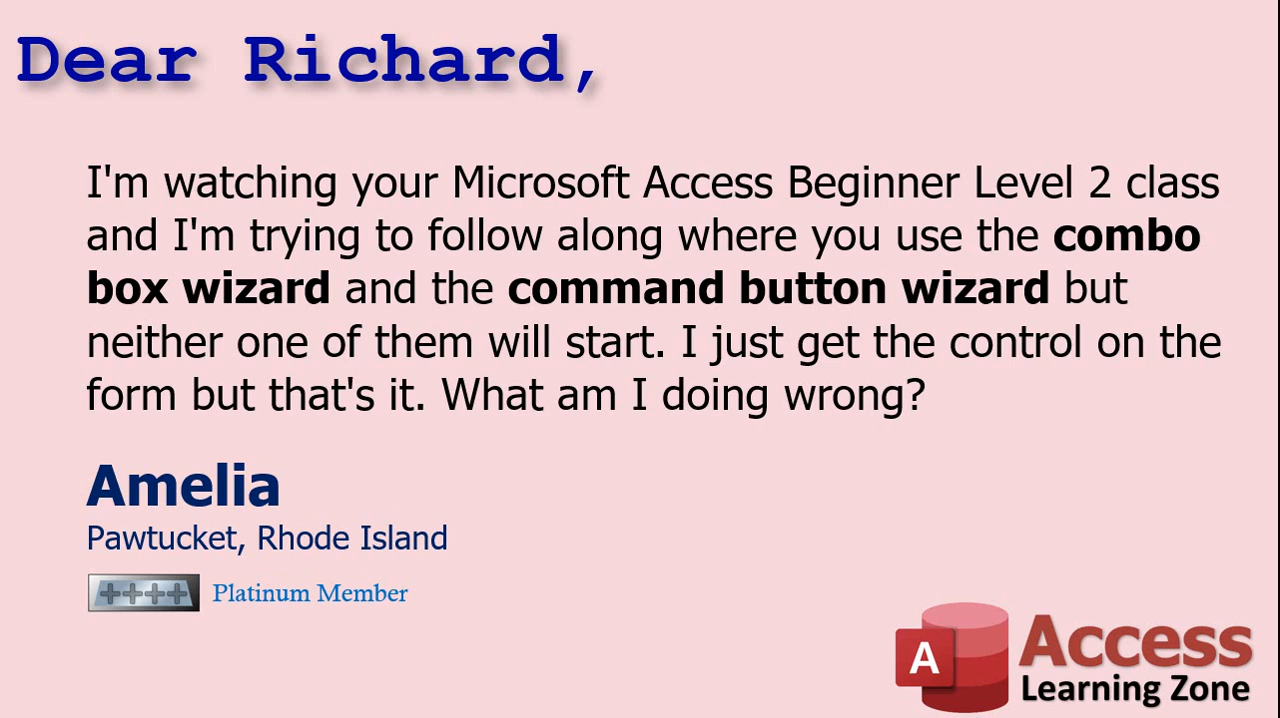 Dear Richard,
I'm watching your Microsoft Access Beginner Level 2 class
and I'm trying to follow along where you use the combo
box wizard and the command button wizard but
neither one of them will start. I just get the control on the
form but that's it. What am I doing wrong?
Amelia
Pawtucket, Rhode Island
++++ Platinum Member
A Access
Learning Zone